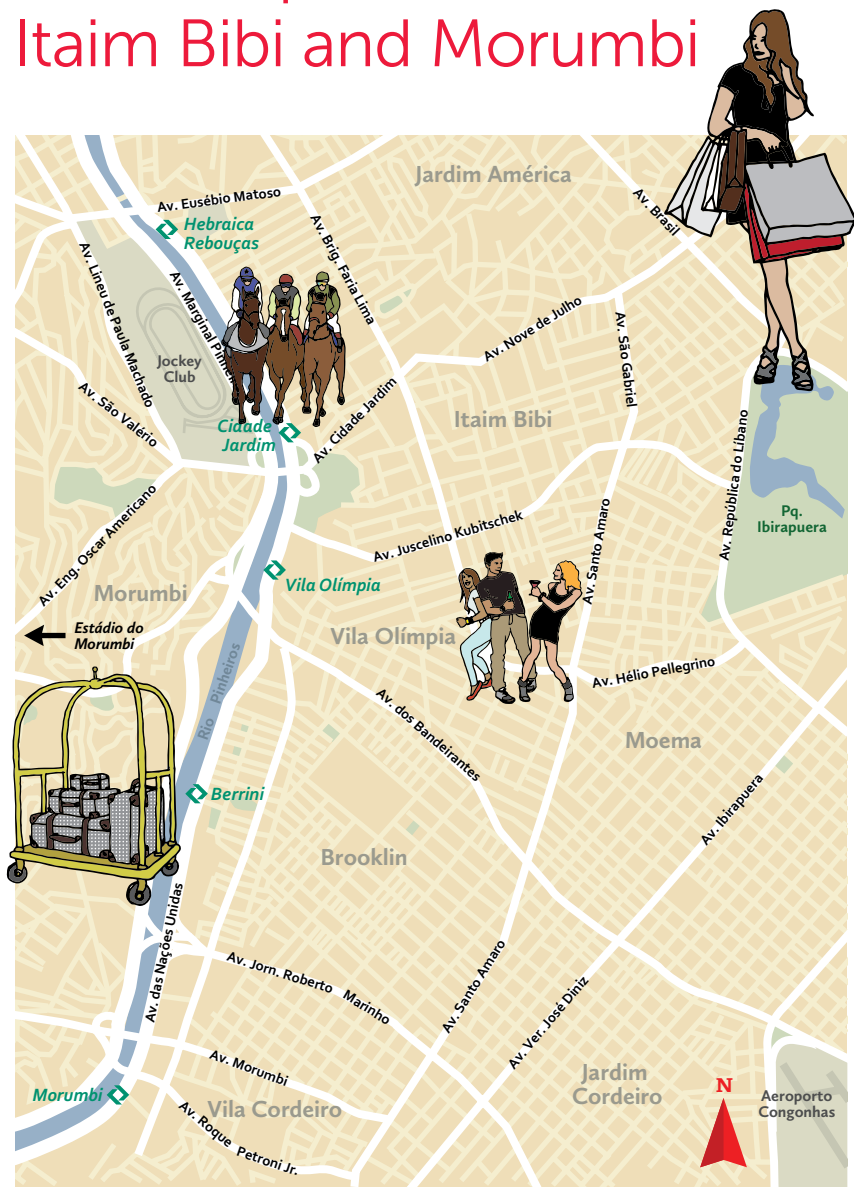 Itaim Bibi and Morumbi
Jardim América
Av. Eusébio Matoso
Av. Brasil
Hebraica
Rebouças
Av. Brig. Faria Lima
Av. Lineu de Paula Machado
Av. Marginal
Av. Nove de Julho
Av. São Gabriel
Jockey
Club
Av. São Valério
Av. Cidade Jardim
Itaim Bibi
Cidade
Jardim
Av. República do Líbano
Av. Eng. Oscar Americano
Av. Juscelino Kubitschek
Av. Santo Amaro
Pq.
Ibirapuera
Vila Olímpia
Morumbi
Estádio do
Morumbi
Vila Olímpia
Rio Pinheiros
Av. Hélio Pellegrino
Av. dos Bandeirantes
Moema
Berrini
Av. Ibirapuera
Brooklin
Av. das Nações Unidas
Av. Jorn. Roberto Marinho
Av. Santo Amaro
Av. Ver. José Diniz
Av. Morumbi
Morumbi
Vila Cordeiro
Av. Roque Petroni Jr.
Jardim
Cordeiro
N
Aeroporto
Congonhas